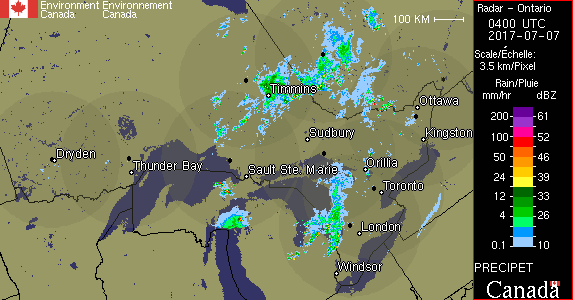 Environment Environnement
Canada Canada
100 KM
Timmins
Ottawa
Sudbury
Kingston
Dryden
Thunder Bay
Sault Ste. Marie
Orillia
Toronto
London
Windsor
Radar - Ontario
0400 UTC
2017-07-07
Scale/Échelle:
3.5 km/Pixel
Rain/Pluie
mm/hr dBZ
200 61
100 52
50 46
24 39
12 33
4 26
0.1 10
PRECIPET
Canada